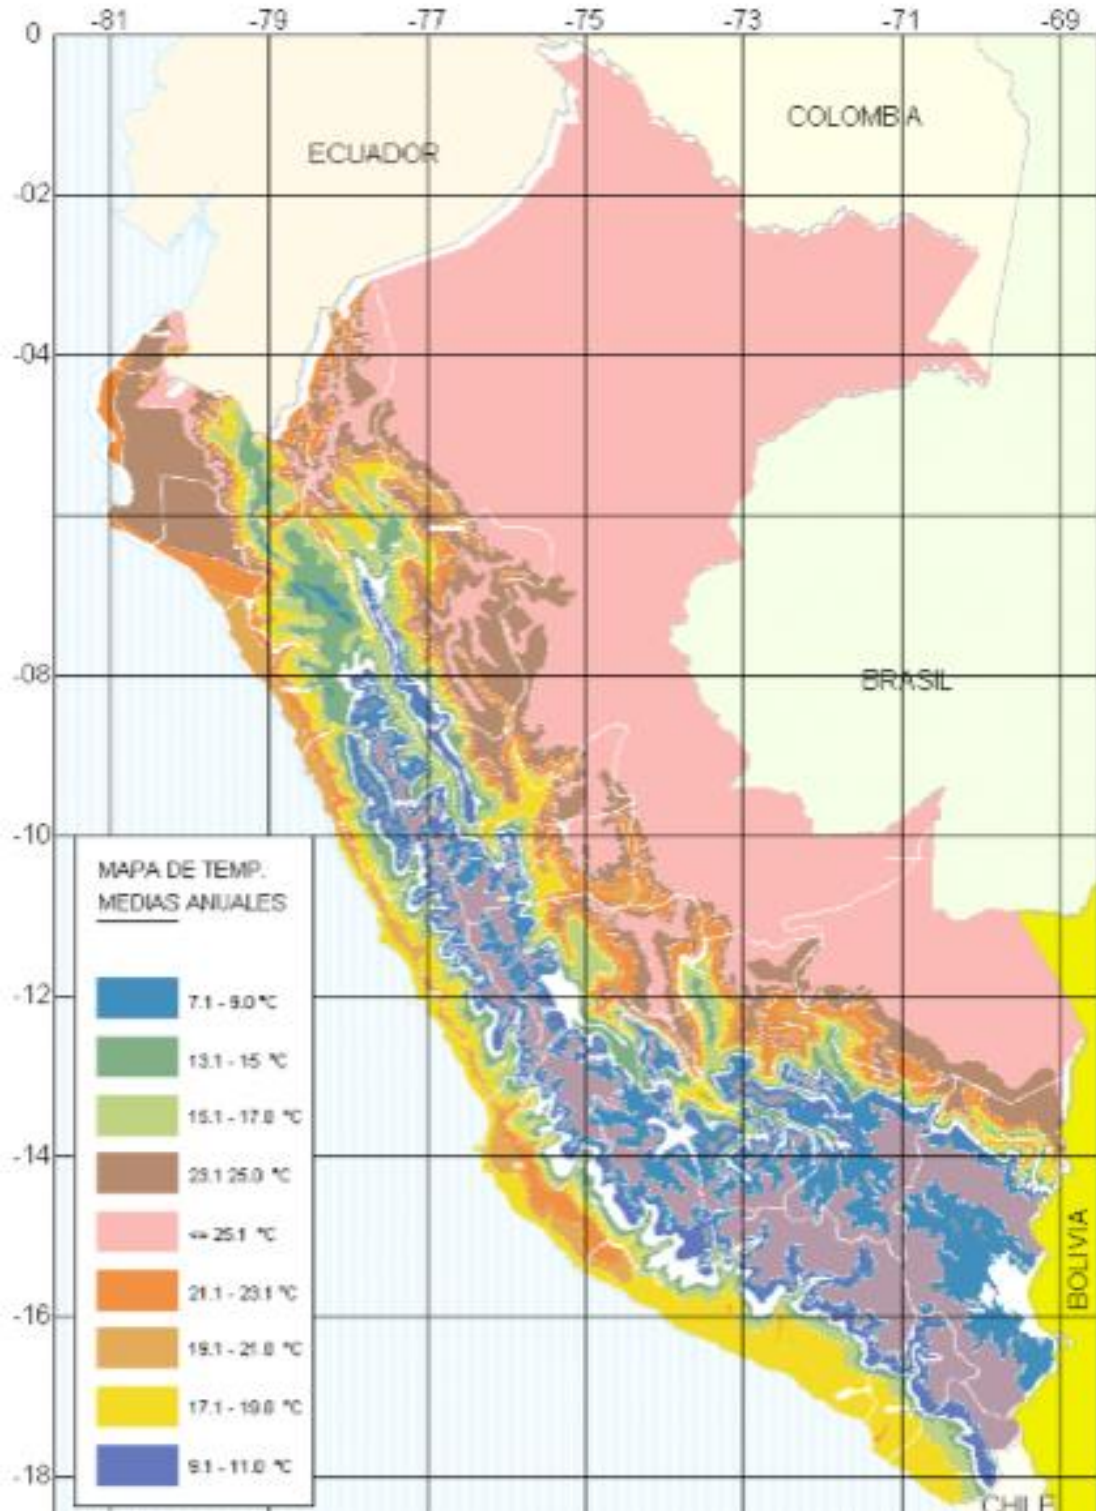 -81 -79 -77 -75 -73 -71 -69
0
COLOMBIA
ECUADOR
-02
-04
-08
BRASIL
-10
MAPA DE TEMP.
MEDIAS ANUALES
7.1 - 9.0 °C
-12
13.1 - 15 °C
15.1 - 17.0 °C
-14
23.1 25.0 °C
<= 25.1 °C
BOLIVIA
21.1 - 23.1 °C
-16
19.1 - 21.0 °C
17.1 - 19.0 °C
9.1 - 11.0 °C
-18
CHILE